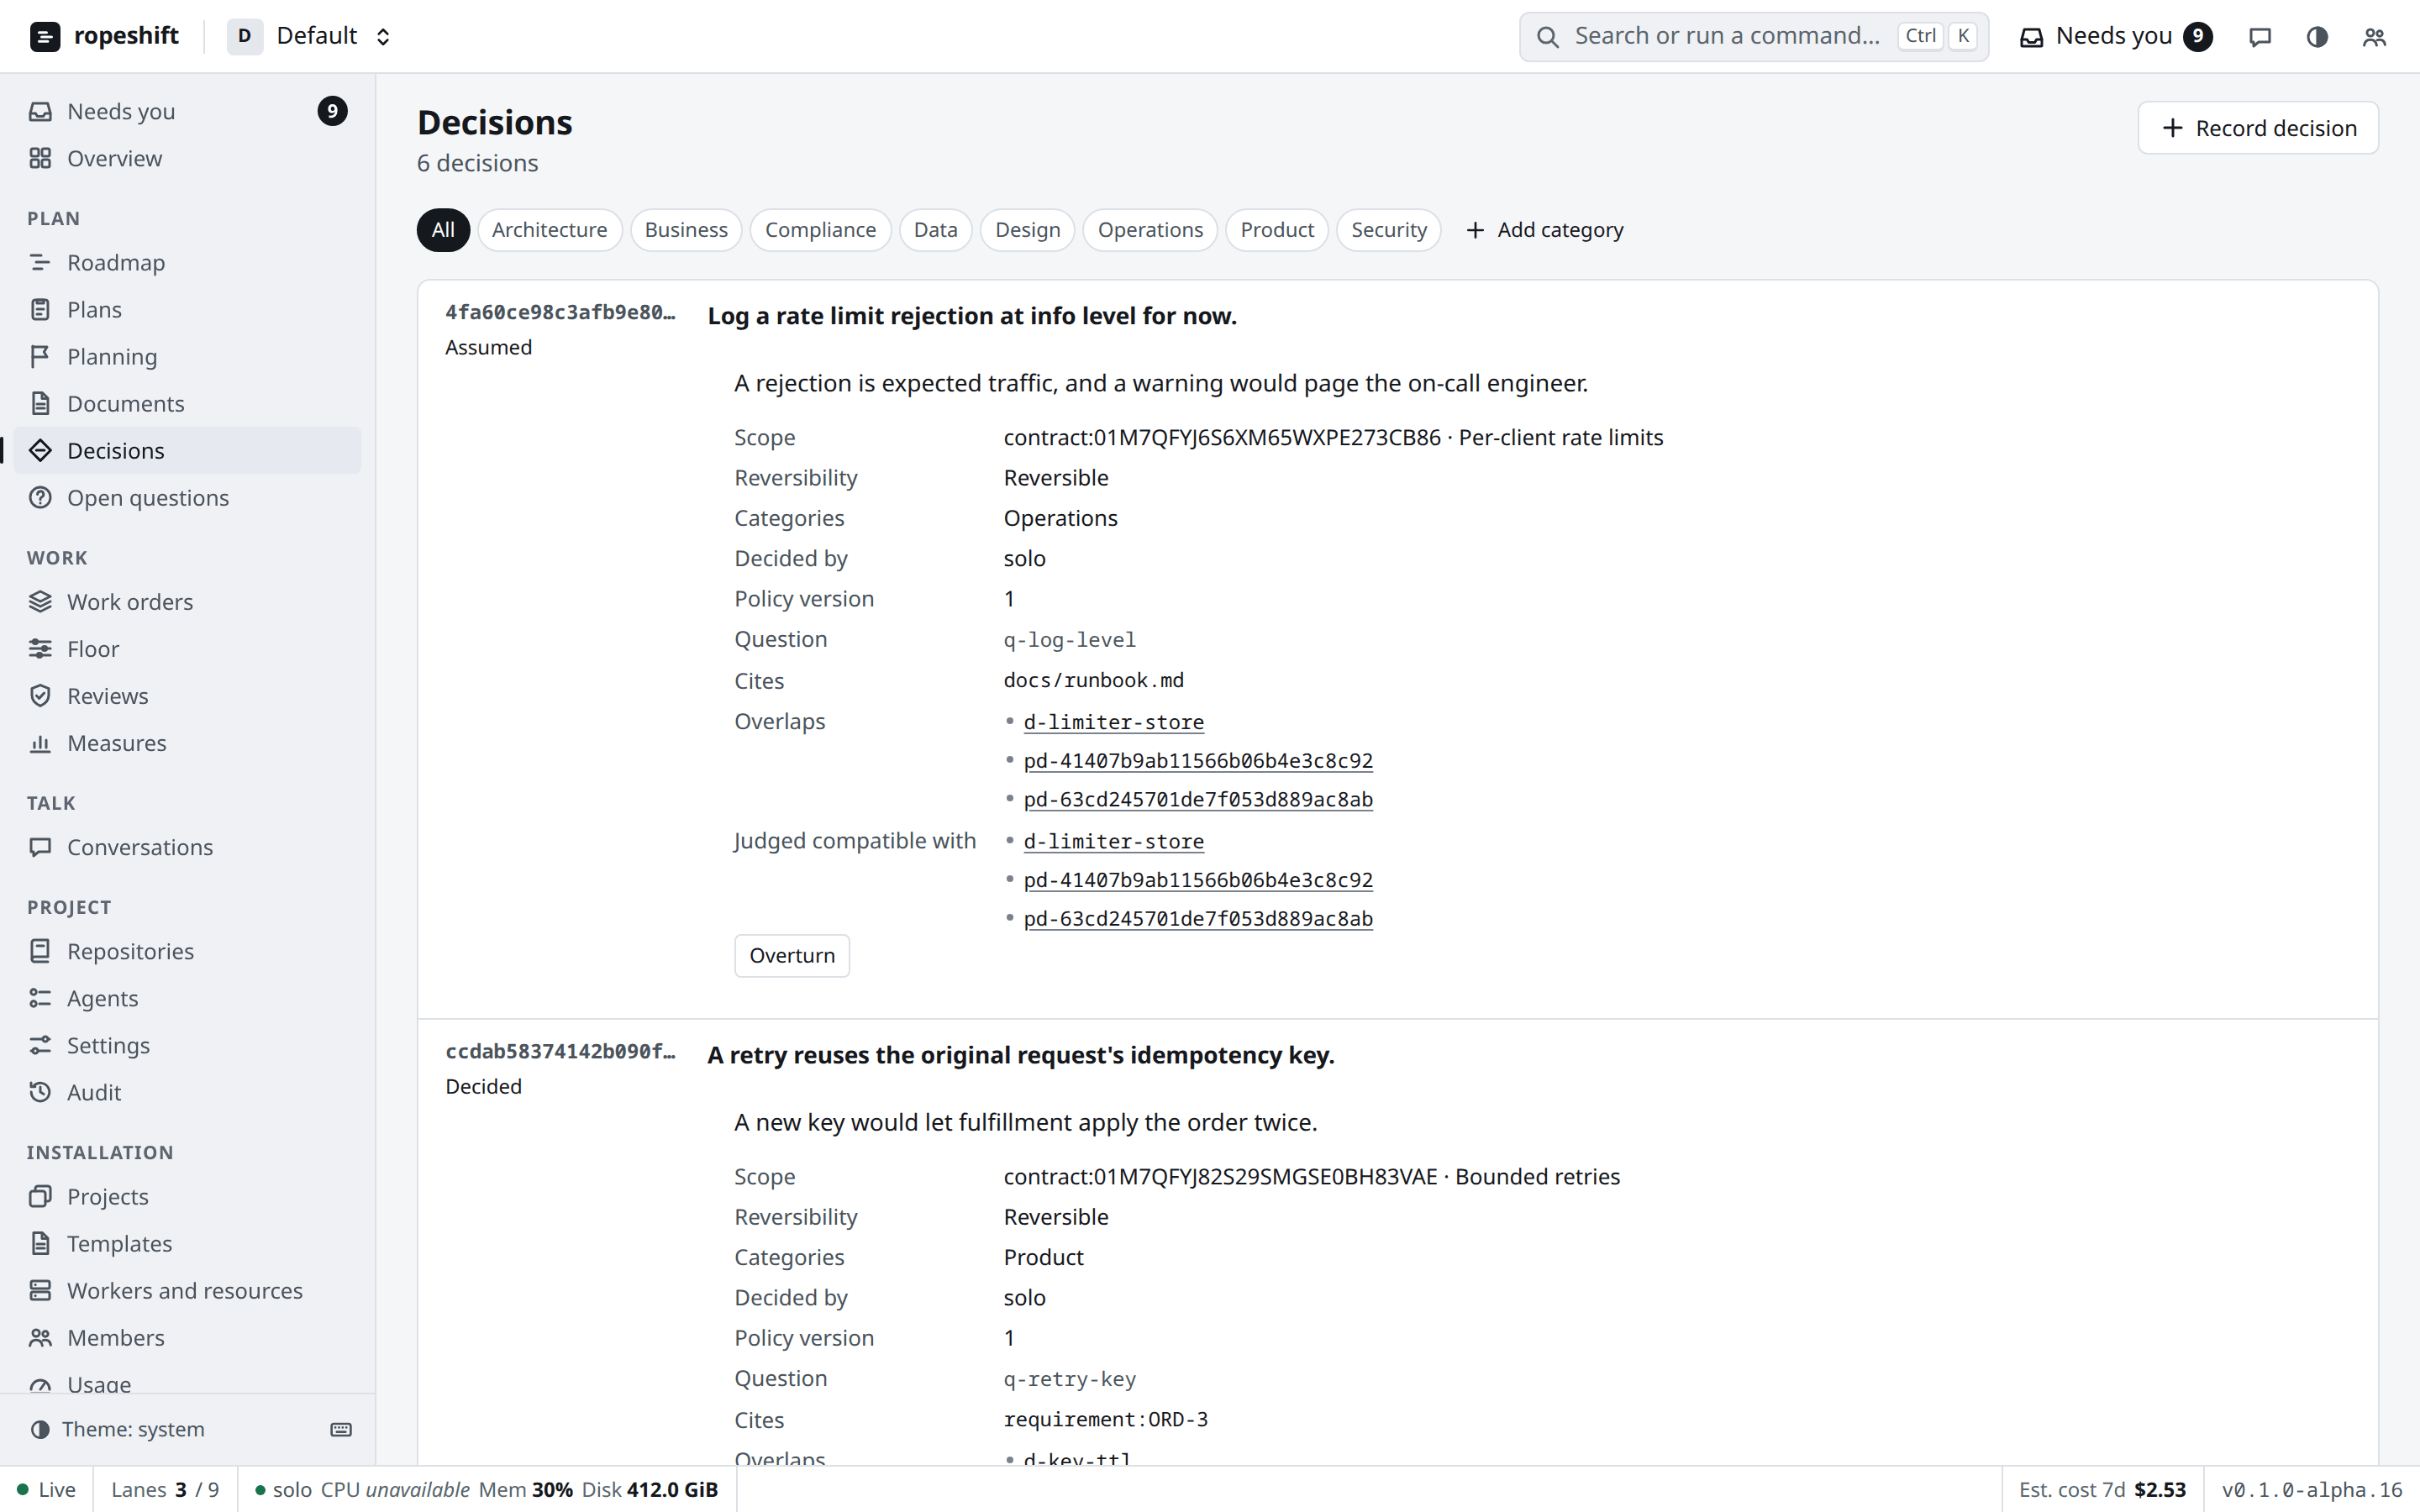 ropeshift
D Default
Search or run a command... Ctrl K
Needs you 9
Needs you 9
Overview
PLAN
Roadmap
Plans
Planning
Documents
Decisions
Open questions
WORK
Work orders
Floor
Reviews
Measures
TALK
Conversations
PROJECT
Repositories
Agents
Settings
Audit
INSTALLATION
Projects
Templates
Workers and resources
Members
Usage
Theme: system
Decisions
6 decisions
Record decision
All Architecture Business Compliance Data Design Operations Product Security Add category
4fa60ce98c3afb9e80… Log a rate limit rejection at info level for now.
Assumed
A rejection is expected traffic, and a warning would page the on-call engineer.
Scope contract:01M7QFYJ6S6XM65WXPE273CB86 · Per-client rate limits
Reversibility Reversible
Categories Operations
Decided by solo
Policy version 1
Question q-log-level
Cites docs/runbook.md
Overlaps • d-limiter-store
• pd-41407b9ab11566b06b4e3c8c92
• pd-63cd245701de7f053d889ac8ab
Judged compatible with • d-limiter-store
• pd-41407b9ab11566b06b4e3c8c92
• pd-63cd245701de7f053d889ac8ab
Overturn
ccdab58374142b090f… A retry reuses the original request's idempotency key.
Decided
A new key would let fulfillment apply the order twice.
Scope contract:01M7QFYJ82S29SMGSE0BH83VAE · Bounded retries
Reversibility Reversible
Categories Product
Decided by solo
Policy version 1
Question q-retry-key
Cites requirement:ORD-3
Overlaps • d-key-ttl
Live
Lanes 3 / 9
solo CPU unavailable Mem 30% Disk 412.0 GiB
Est. cost 7d $2.53
v0.1.0-alpha.16